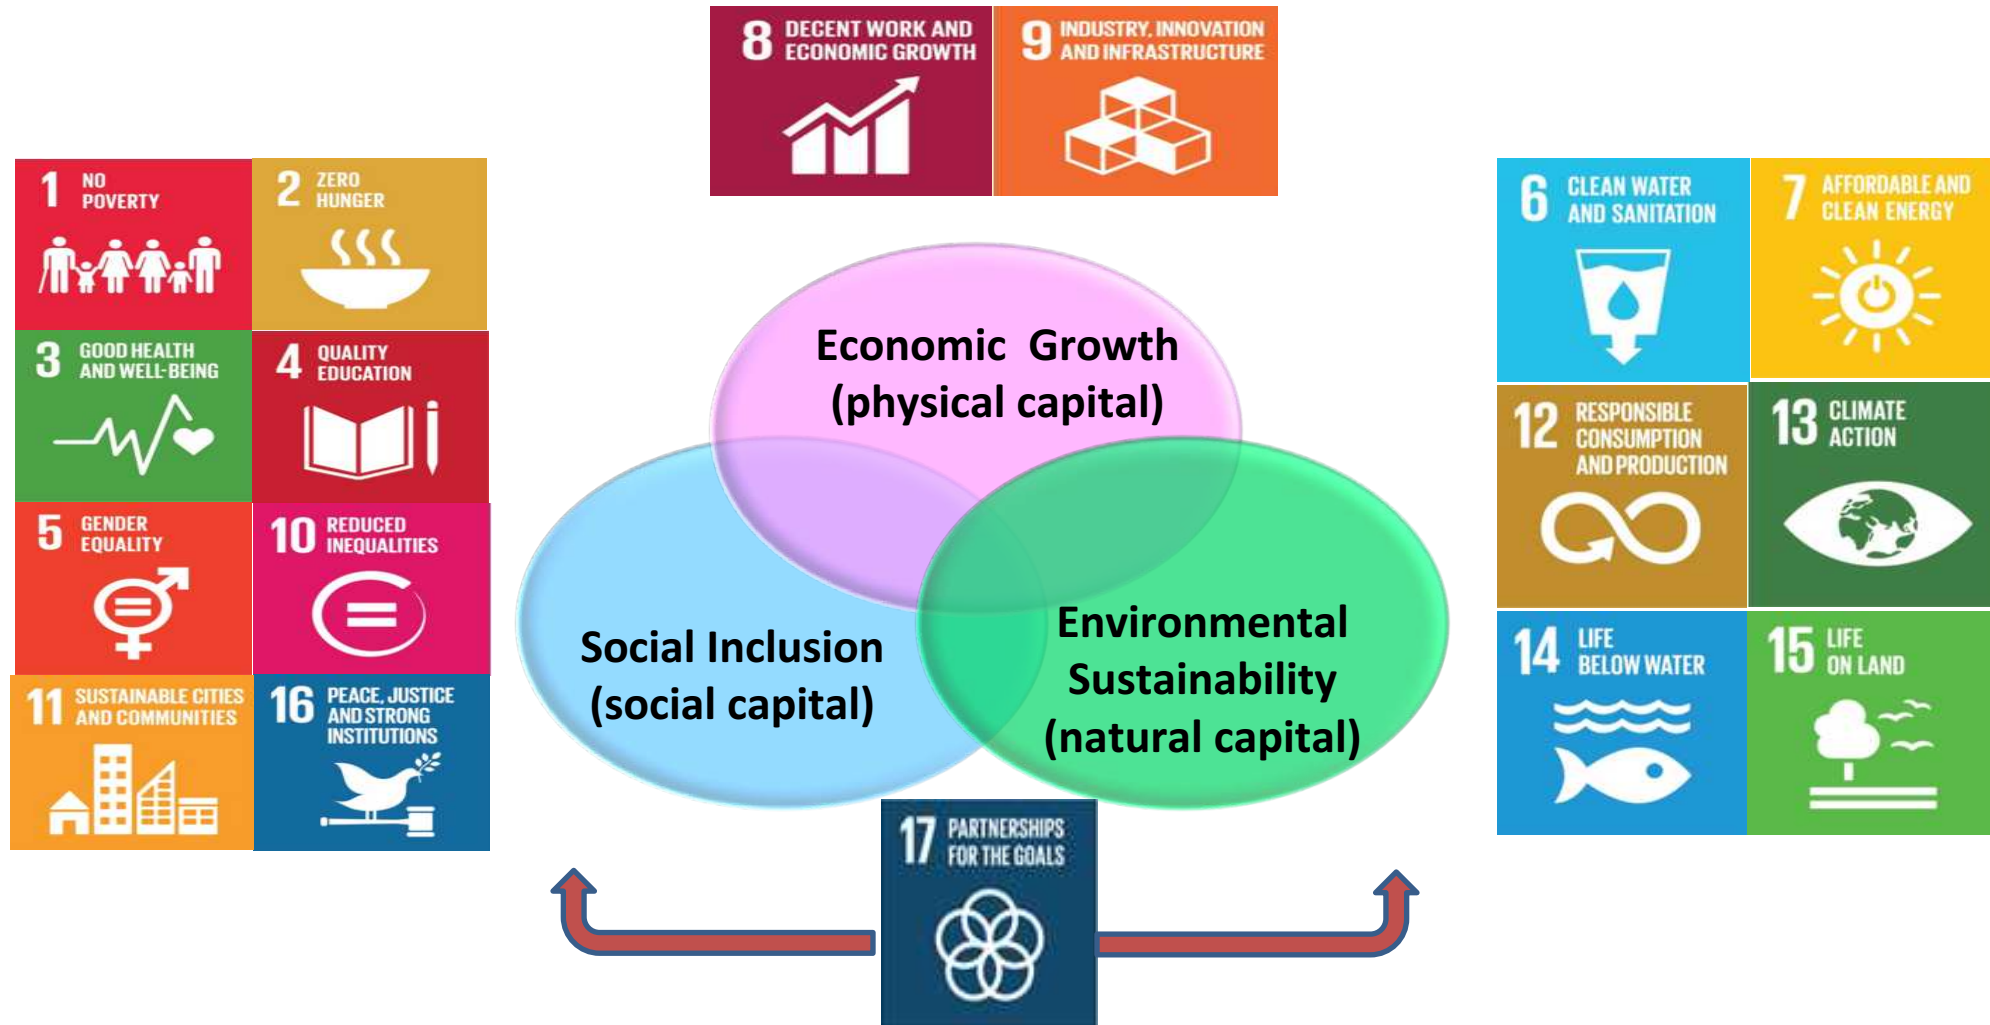 8 DECENT WORK AND
ECONOMIC GROWTH
9 INDUSTRY, INNOVATION
AND INFRASTRUCTURE
1 NO
POVERTY
2 ZERO
HUNGER
3 GOOD HEALTH
AND WELL-BEING
4 QUALITY
EDUCATION
5 GENDER
EQUALITY
10 REDUCED
INEQUALITIES
11 SUSTAINABLE CITIES
AND COMMUNITIES
16 PEACE, JUSTICE
AND STRONG
INSTITUTIONS
Economic Growth
(physical capital)
Social Inclusion
(social capital)
Environmental
Sustainability
(natural capital)
6 CLEAN WATER
AND SANITATION
7 AFFORDABLE AND
CLEAN ENERGY
12 RESPONSIBLE
CONSUMPTION
AND PRODUCTION
13 CLIMATE
ACTION
14 LIFE
BELOW WATER
15 LIFE
ON LAND
17 PARTNERSHIPS
FOR THE GOALS